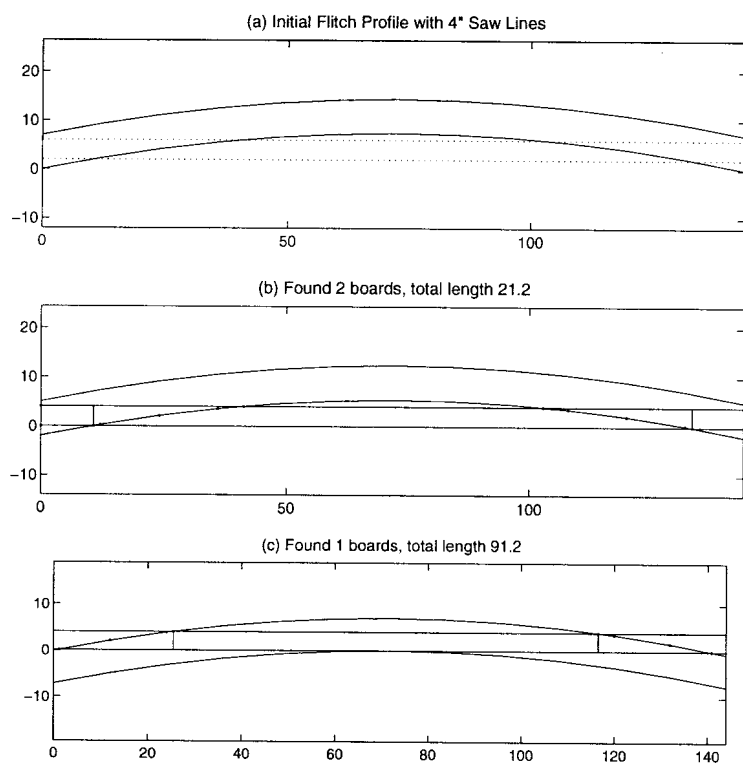 (a) Initial Flitch Profile with 4" Saw Lines
20
10
0
−10
0 50 100
(b) Found 2 boards, total length 21.2
20
10
0
−10
0 50 100
(c) Found 1 boards, total length 91.2
10
0
−10
0 20 40 60 80 100 120 140